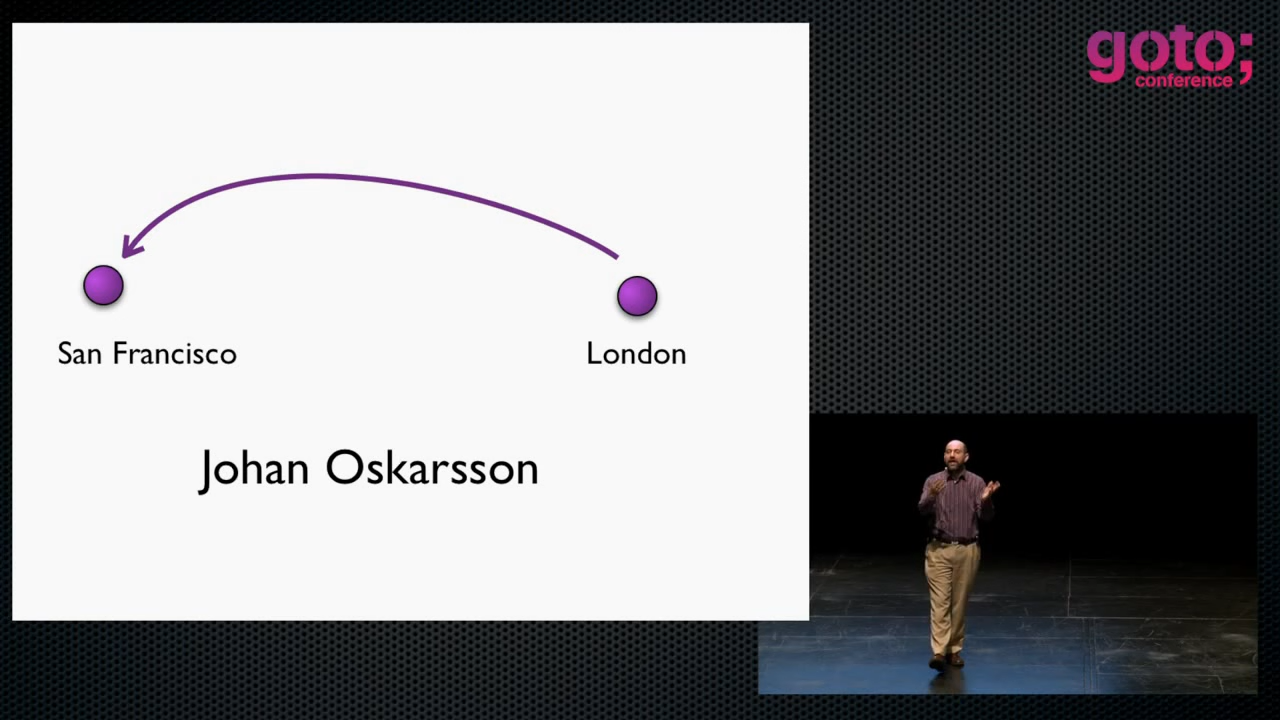 goto;
conference
San Francisco
London
Johan Oskarsson